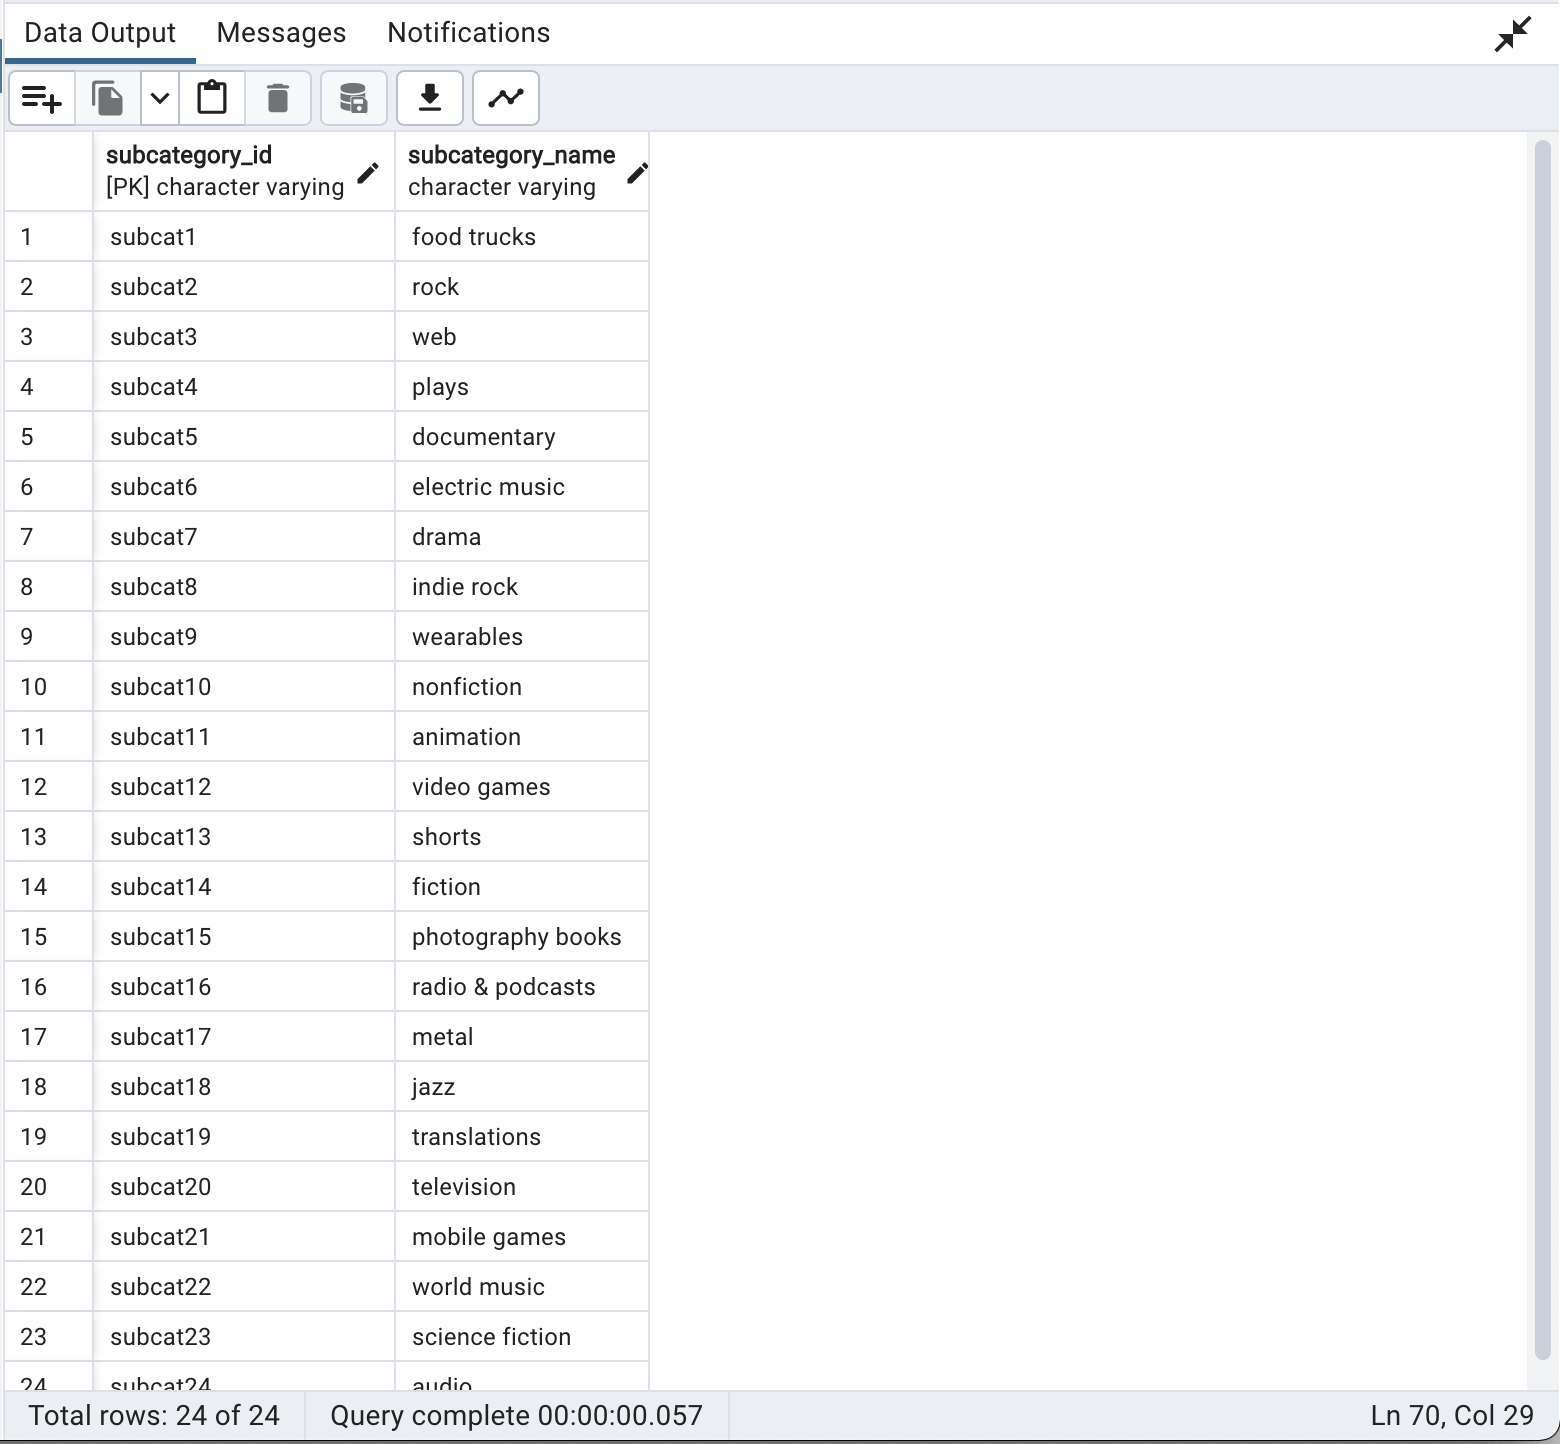 Data Output Messages Notifications
subcategory_id subcategory_name
[PK] character varying character varying
1 subcat1 food trucks
2 subcat2 rock
3 subcat3 web
4 subcat4 plays
5 subcat5 documentary
6 subcat6 electric music
7 subcat7 drama
8 subcat8 indie rock
9 subcat9 wearables
10 subcat10 nonfiction
11 subcat11 animation
12 subcat12 video games
13 subcat13 shorts
14 subcat14 fiction
15 subcat15 photography books
16 subcat16 radio & podcasts
17 subcat17 metal
18 subcat18 jazz
19 subcat19 translations
20 subcat20 television
21 subcat21 mobile games
22 subcat22 world music
23 subcat23 science fiction
24 subcat24 audio
Total rows: 24 of 24 Query complete 00:00:00.057 Ln 70, Col 29